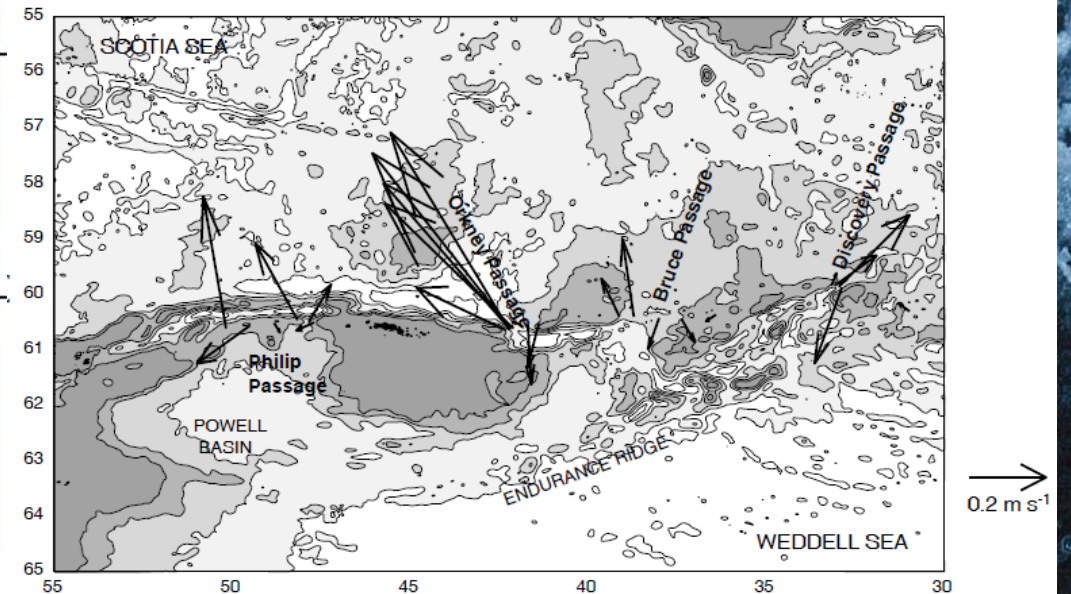 55
56
57
58
59
60
61
62
63
64
65
SCOTIA SEA
Orkney Passage
Bruce Passage
Discovery Passage
Philip
Passage
POWELL
BASIN
ENDURANCE RIDGE
WEDDELL SEA
0.2 m s-1
55
50
45
40
35
30